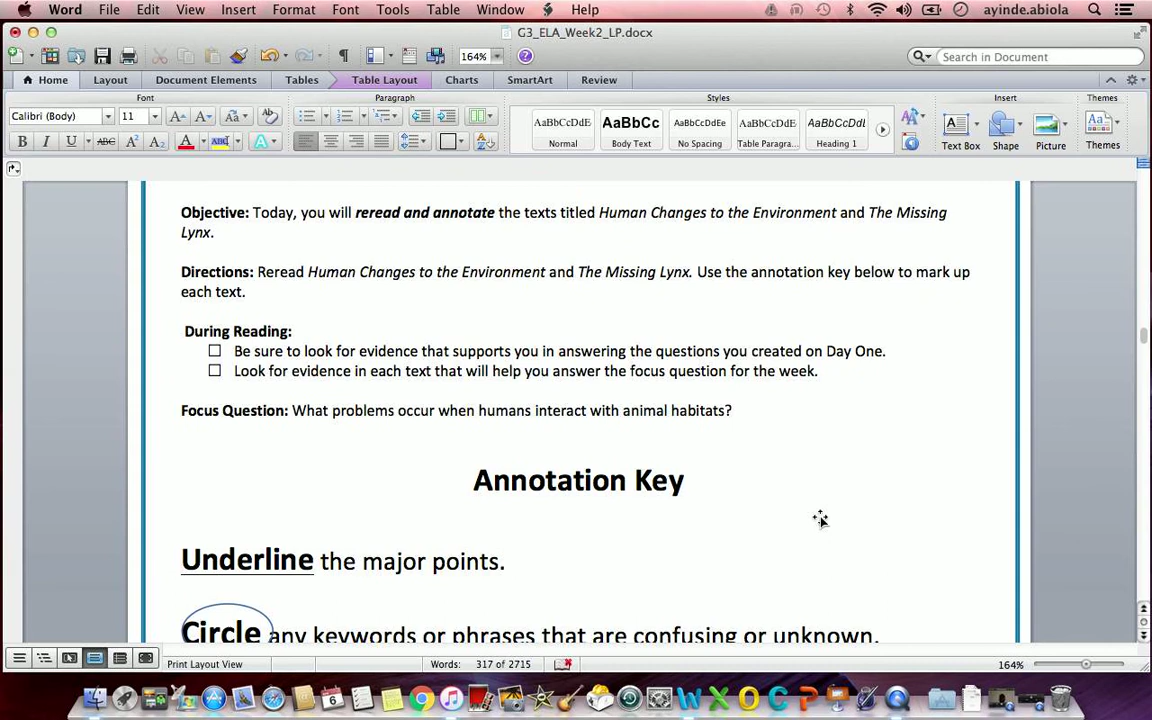 Word File Edit View Insert Format Font Tools Table Window Help ayinde.abiola
G3_ELA_Week2_LP.docx
164% Search in Document
Home Layout Document Elements Tables Table Layout Charts SmartArt Review
Font Paragraph Styles Insert Themes
Calibri (Body) 11 A A Aa
AaBbCcDdE AaBbCc AaBbCcDdEe AaBbCcDdE AaBbCcDdI
B I U ABC A² A₂ A ABC A
Normal Body Text No Spacing Table Paragra... Heading 1 Text Box Shape Picture Themes
Objective: Today, you will reread and annotate the texts titled Human Changes to the Environment and The Missing
Lynx.
Directions: Reread Human Changes to the Environment and The Missing Lynx. Use the annotation key below to mark up
each text.
During Reading:
Be sure to look for evidence that supports you in answering the questions you created on Day One.
Look for evidence in each text that will help you answer the focus question for the week.
Focus Question: What problems occur when humans interact with animal habitats?
Annotation Key
Underline the major points.
Circle any keywords or phrases that are confusing or unknown.
Print Layout View Words: 317 of 2715 164%